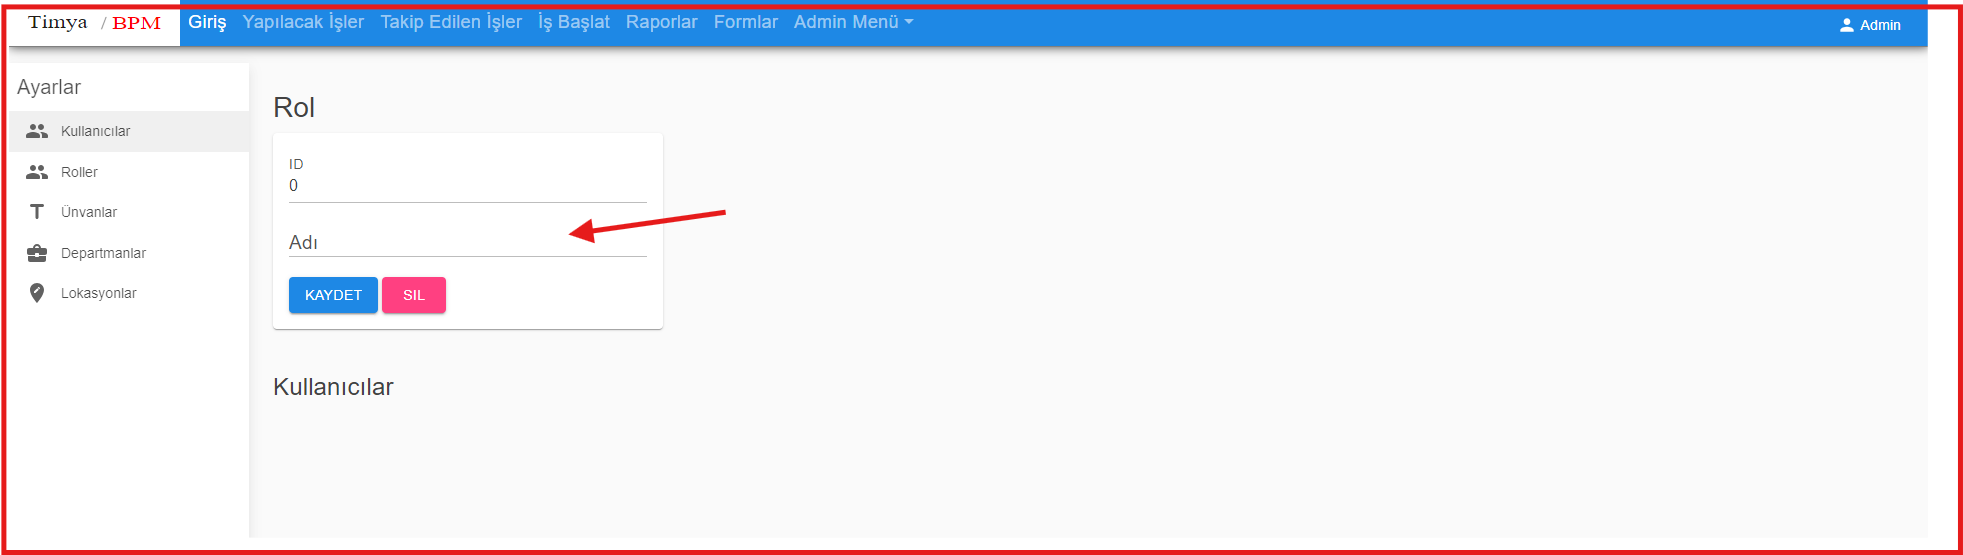 Timya / BPM Giriş Yapılacak İşler Takip Edilen İşler İş Başlat Raporlar Formlar Admin Menü Admin
Ayarlar
Kullanıcılar
Roller
Ünvanlar
Departmanlar
Lokasyonlar
Rol
ID
0
Adı
KAYDET SIL
Kullanıcılar